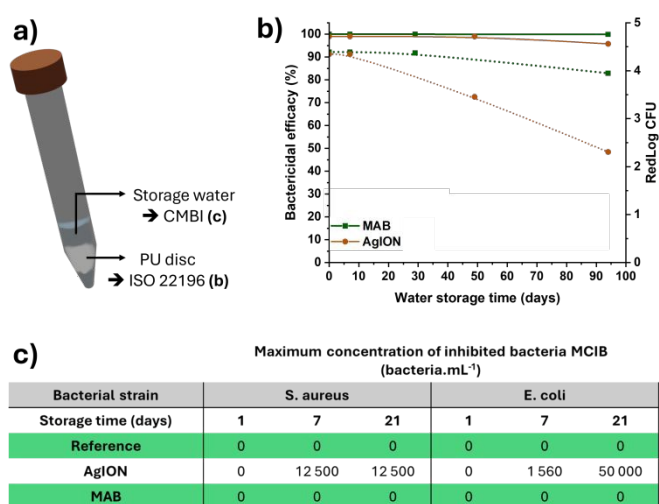 a)
Storage water
➔ CMBI (c)
PU disc
➔ ISO 22196 (b)
b)
Bactericidal efficacy (%)
100
90
80
70
60
50
40
30
20
10
0
MAB
AgION
0 10 20 30 40 50 60 70 80 90 100
Water storage time (days)
5
4
3
2
1
0
RedLog CFU
c)
Maximum concentration of inhibited bacteria MCIB
(bacteria.mL⁻¹)
Bacterial strain S. aureus E. coli
Storage time (days) 1 7 21 1 7 21
Reference 0 0 0 0 0 0
AgION 0 12 500 12 500 0 1 560 50 000
MAB 0 0 0 0 0 0